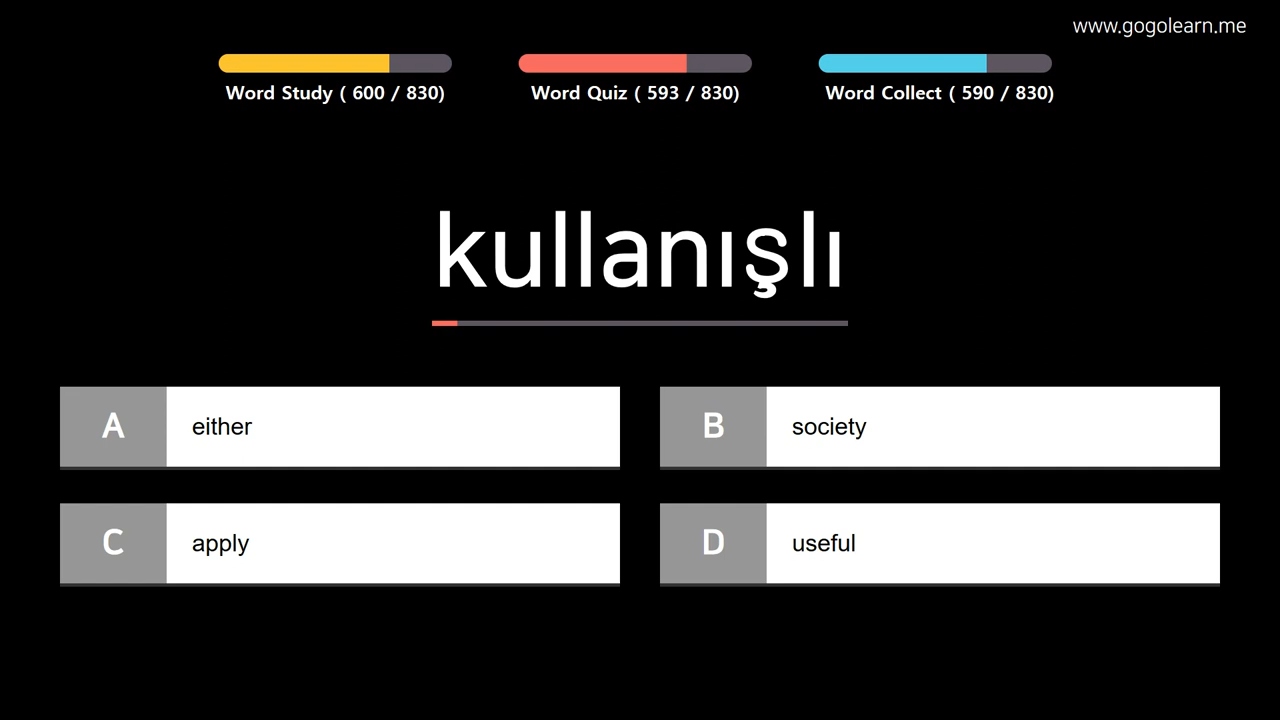 www.gogolearn.me
Word Study ( 600 / 830)
Word Quiz ( 593 / 830)
Word Collect ( 590 / 830)
kullanışlı
A either
B society
C apply
D useful